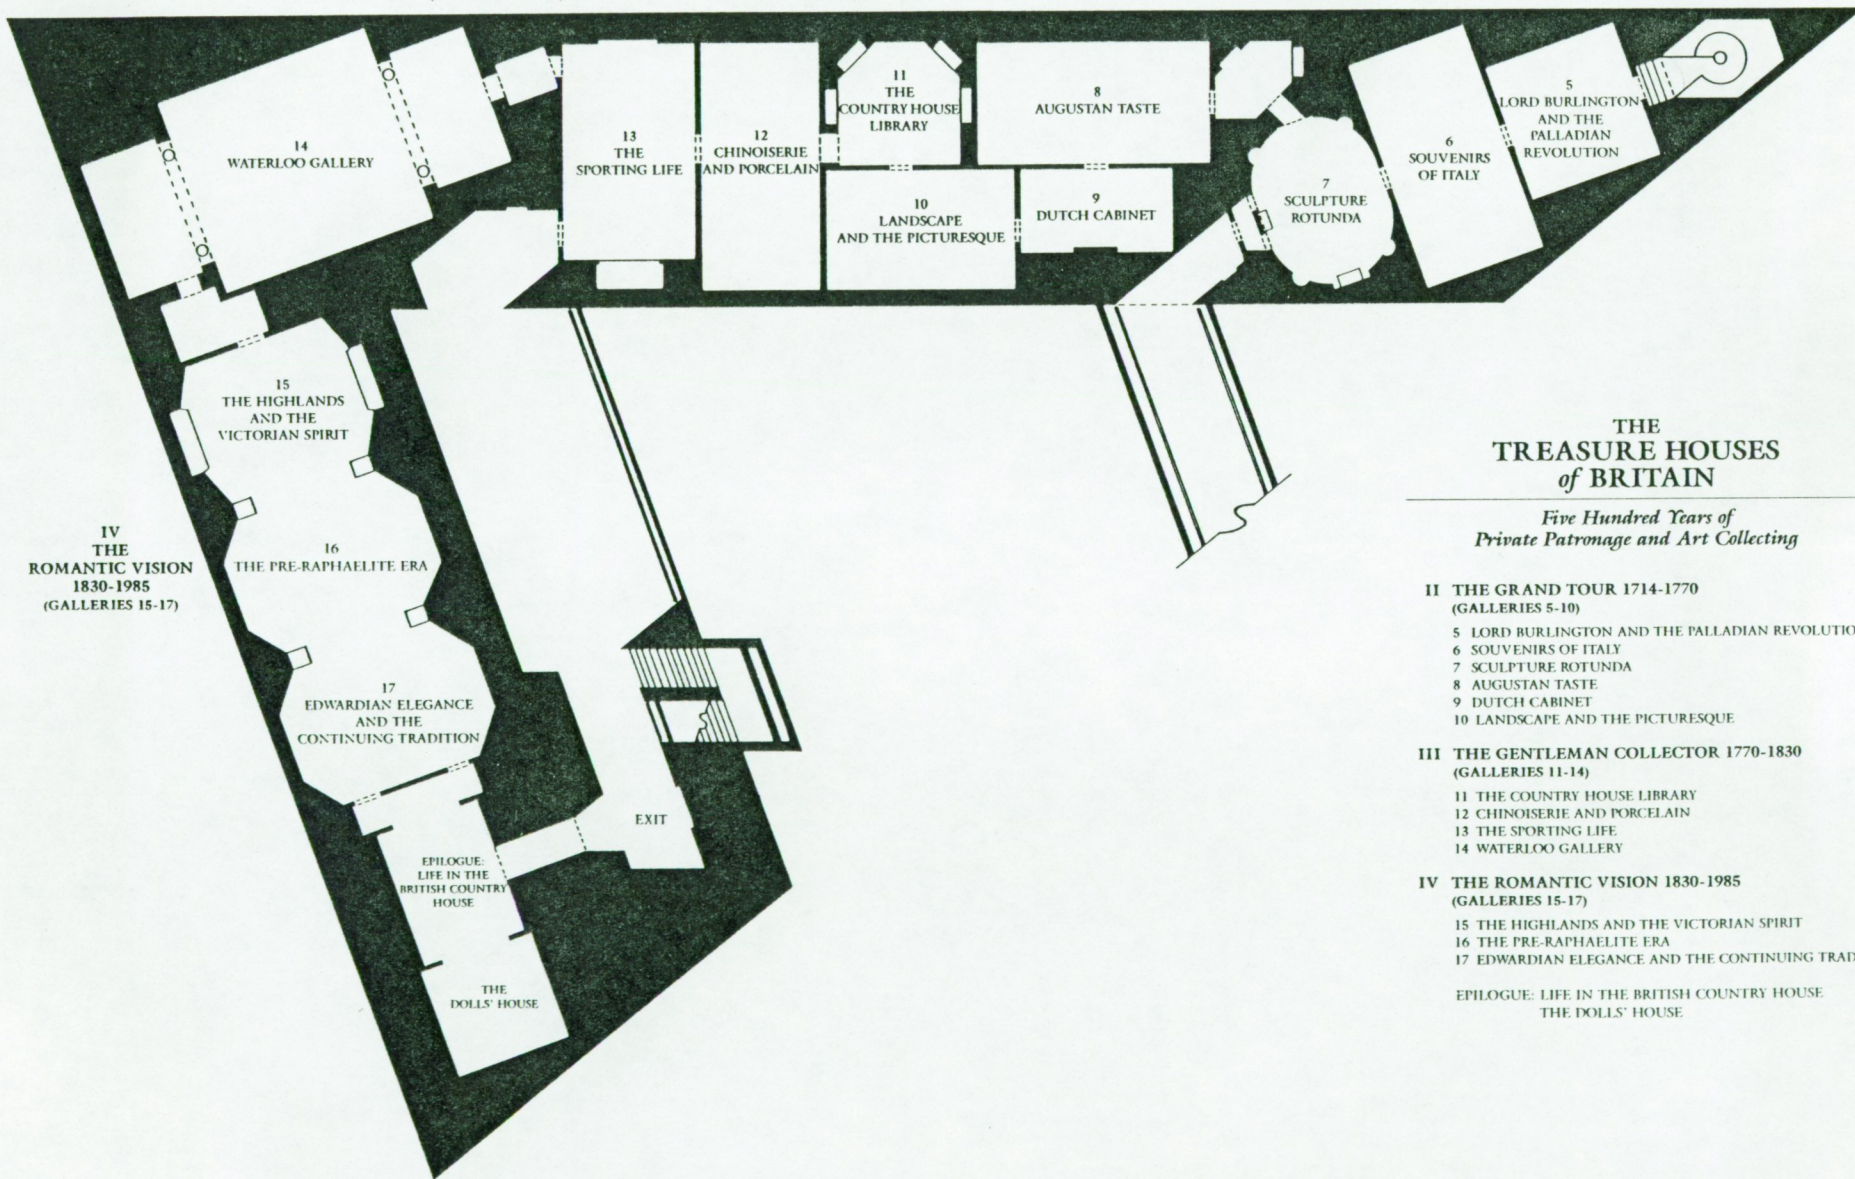 14
WATERLOO GALLERY
13
THE
SPORTING LIFE
12
CHINOISERIE
AND PORCELAIN
11
THE
COUNTRY HOUSE
LIBRARY
10
LANDSCAPE
AND THE PICTURESQUE
8
AUGUSTAN TASTE
9
DUTCH CABINET
7
SCULPTURE
ROTUNDA
6
SOUVENIRS
OF ITALY
5
LORD BURLINGTON
AND THE
PALLADIAN
REVOLUTION
15
THE HIGHLANDS
AND THE
VICTORIAN SPIRIT
IV
THE
ROMANTIC VISION
1830-1985
(GALLERIES 15-17)
16
THE PRE-RAPHAELITE ERA
17
EDWARDIAN ELEGANCE
AND THE
CONTINUING TRADITION
EXIT
EPILOGUE:
LIFE IN THE
BRITISH COUNTRY
HOUSE
THE
DOLLS' HOUSE
THE
TREASURE HOUSES
of BRITAIN
Five Hundred Years of
Private Patronage and Art Collecting
II THE GRAND TOUR 1714-1770
(GALLERIES 5-10)
5 LORD BURLINGTON AND THE PALLADIAN REVOLUTIO
6 SOUVENIRS OF ITALY
7 SCULPTURE ROTUNDA
8 AUGUSTAN TASTE
9 DUTCH CABINET
10 LANDSCAPE AND THE PICTURESQUE
III THE GENTLEMAN COLLECTOR 1770-1830
(GALLERIES 11-14)
11 THE COUNTRY HOUSE LIBRARY
12 CHINOISERIE AND PORCELAIN
13 THE SPORTING LIFE
14 WATERLOO GALLERY
IV THE ROMANTIC VISION 1830-1985
(GALLERIES 15-17)
15 THE HIGHLANDS AND THE VICTORIAN SPIRIT
16 THE PRE-RAPHAELITE ERA
17 EDWARDIAN ELEGANCE AND THE CONTINUING TRAD
EPILOGUE: LIFE IN THE BRITISH COUNTRY HOUSE
THE DOLLS' HOUSE